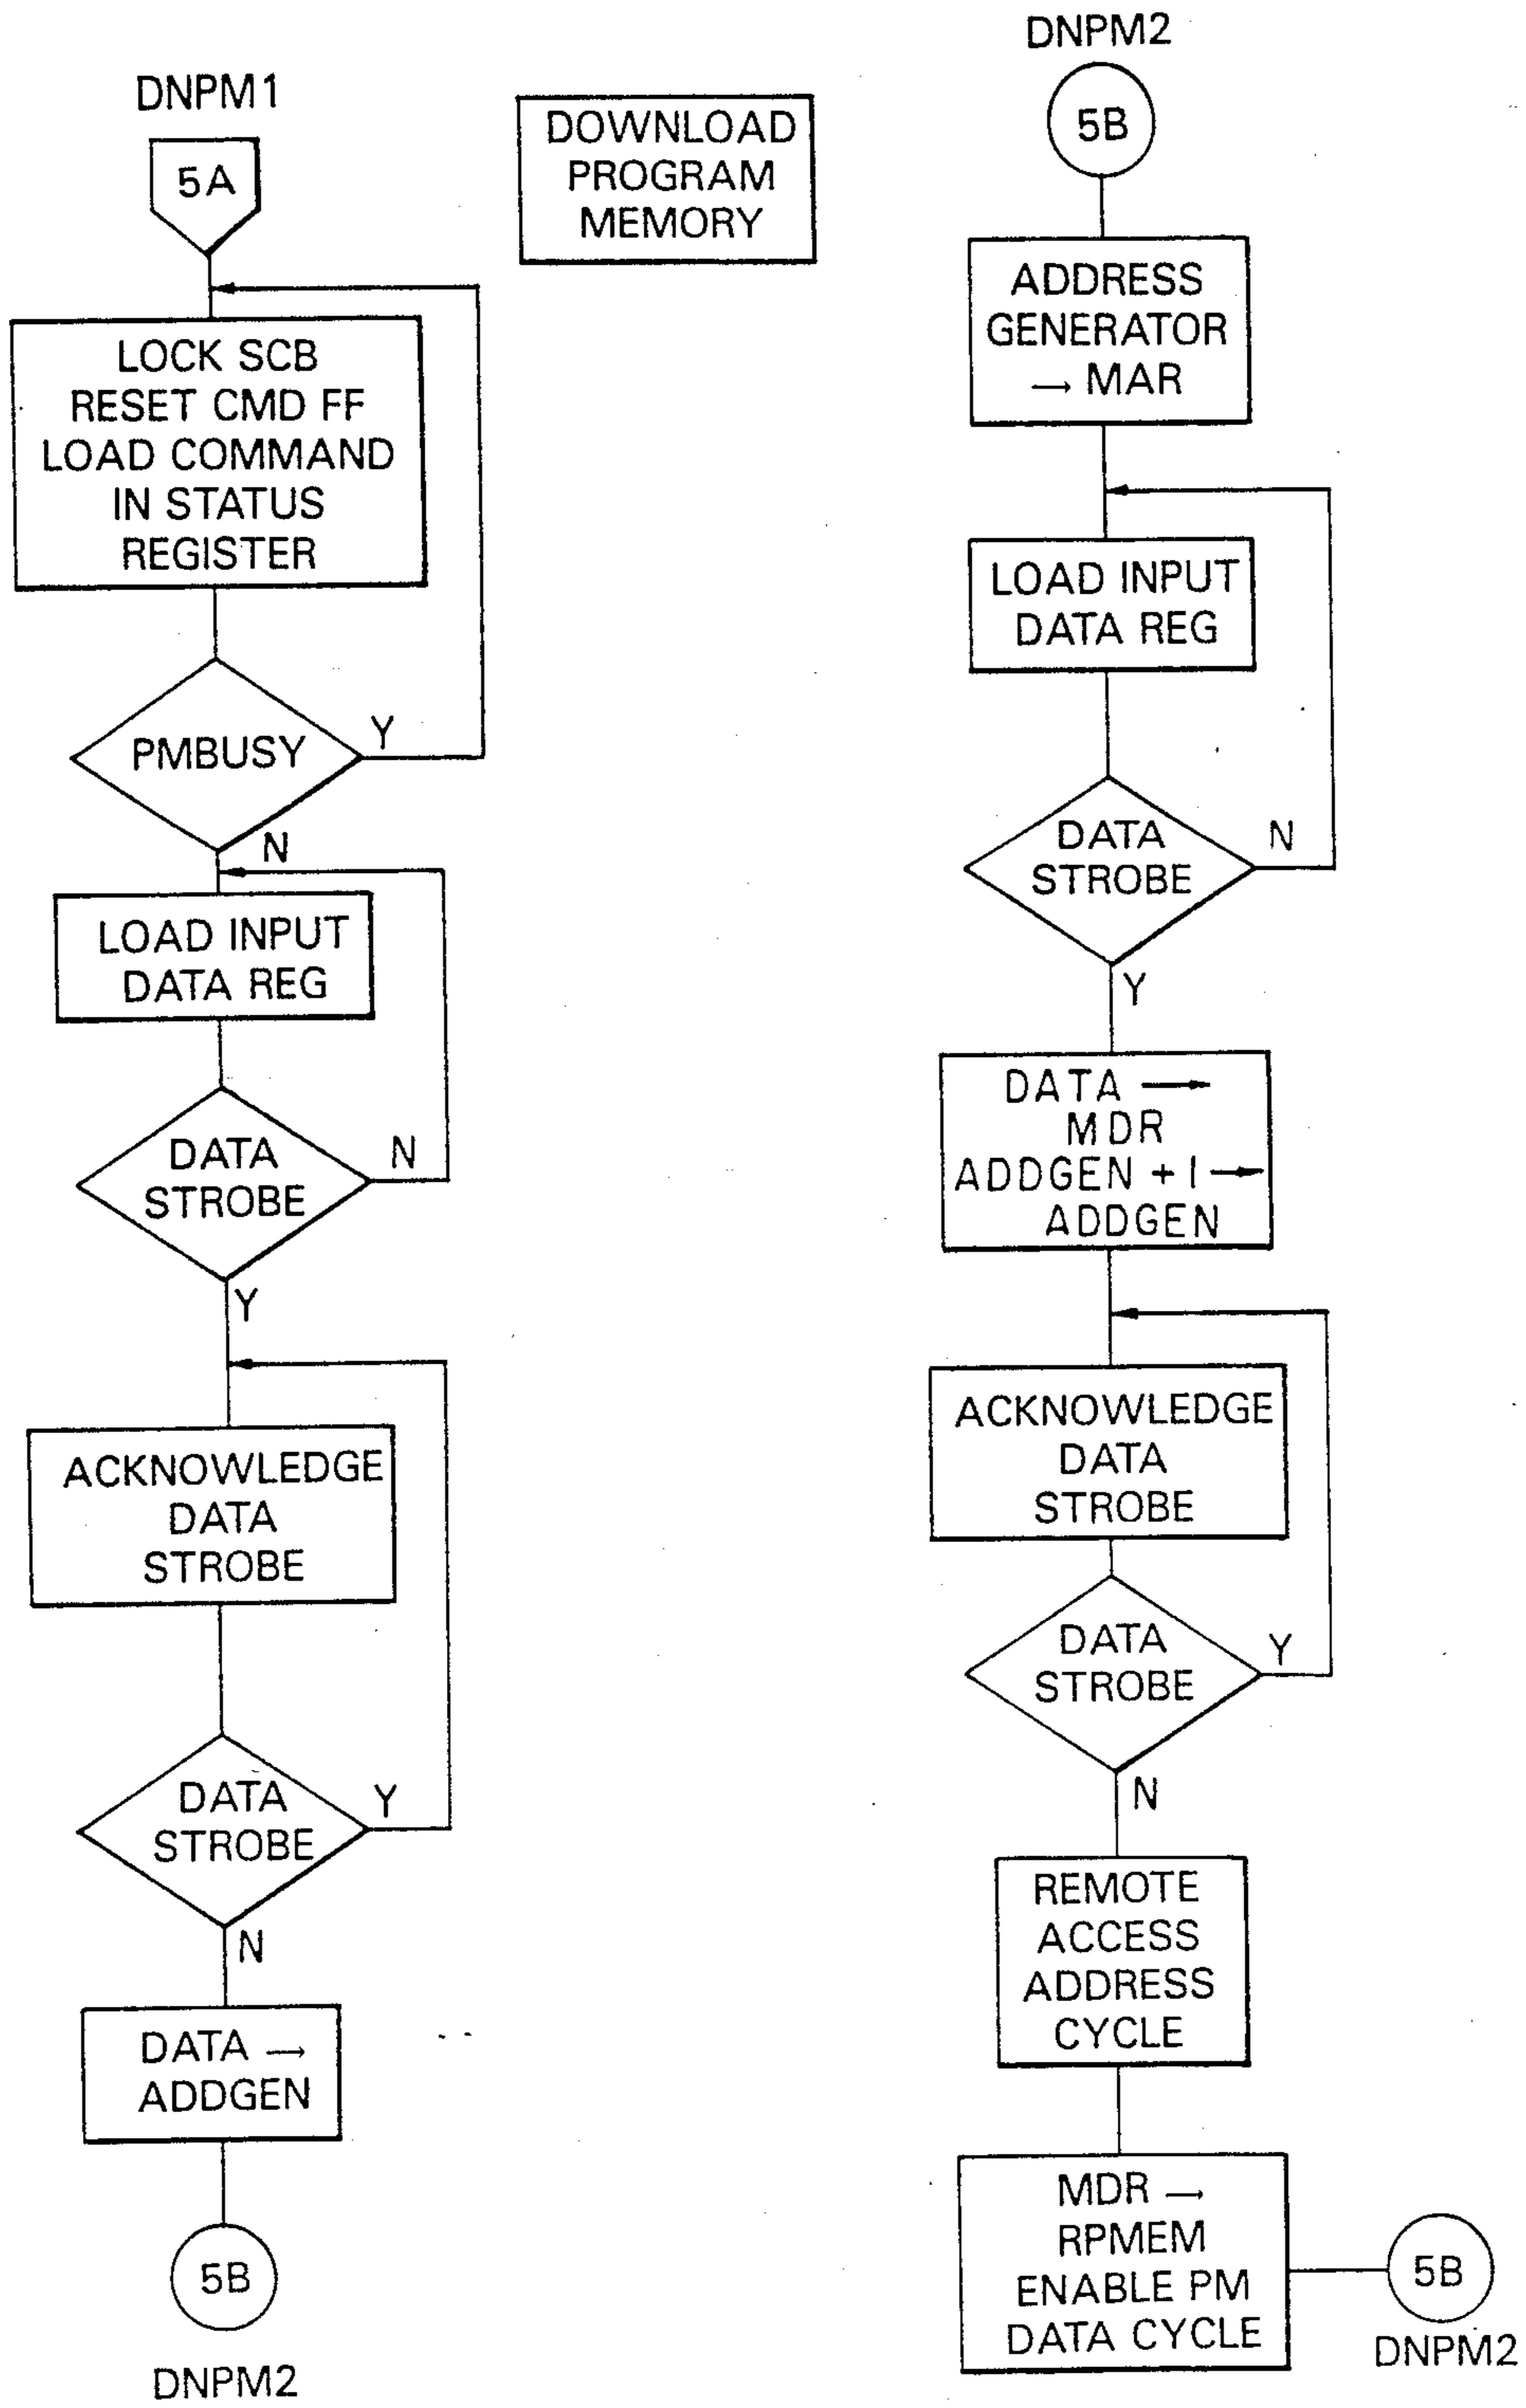 DNPM1
5A
DOWNLOAD
PROGRAM
MEMORY
LOCK SCB
RESET CMD FF
LOAD COMMAND
IN STATUS
REGISTER
PMBUSY
Y
N
LOAD INPUT
DATA REG
DATA
STROBE
N
Y
ACKNOWLEDGE
DATA
STROBE
DATA
STROBE
Y
N
DATA →
ADDGEN
5B
DNPM2
DNPM2
5B
ADDRESS
GENERATOR
→ MAR
LOAD INPUT
DATA REG
DATA
STROBE
N
Y
DATA →
MDR
ADDGEN + 1 →
ADDGEN
ACKNOWLEDGE
DATA
STROBE
DATA
STROBE
Y
N
REMOTE
ACCESS
ADDRESS
CYCLE
MDR →
RPMEM
ENABLE PM
DATA CYCLE
5B
DNPM2